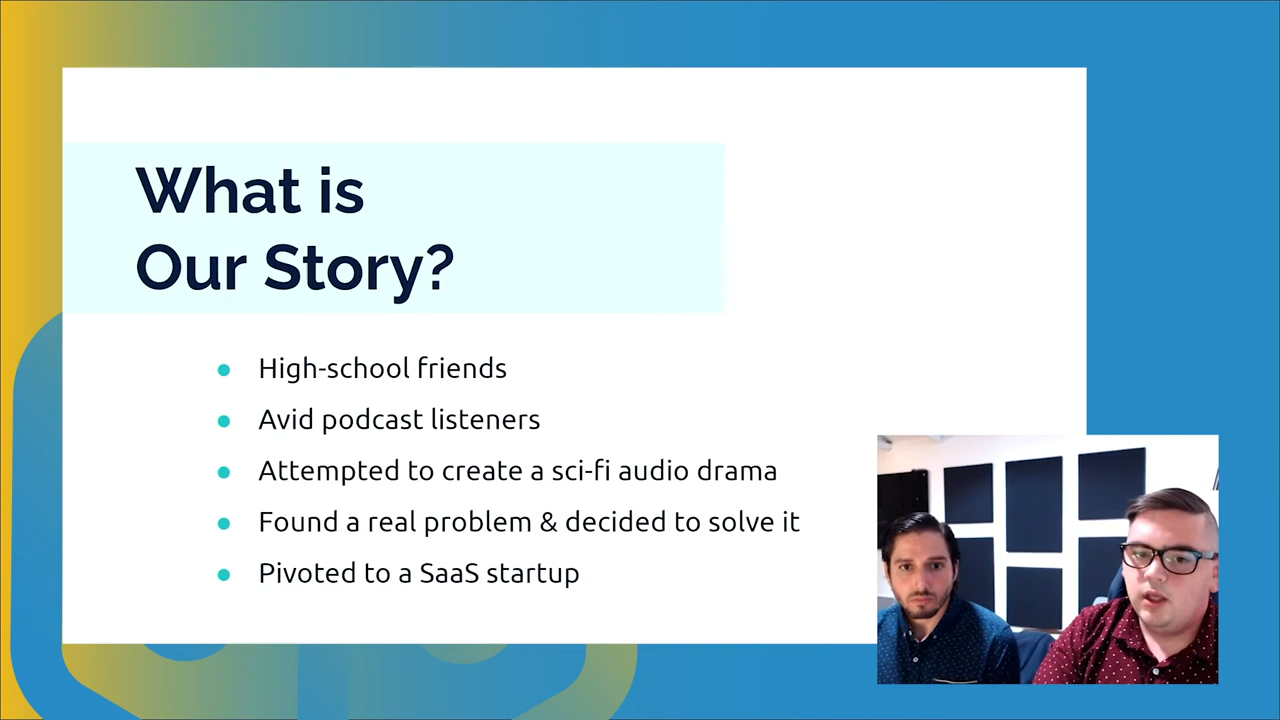 What is
Our Story?
High-school friends
Avid podcast listeners
Attempted to create a sci-fi audio drama
Found a real problem & decided to solve it
Pivoted to a SaaS startup